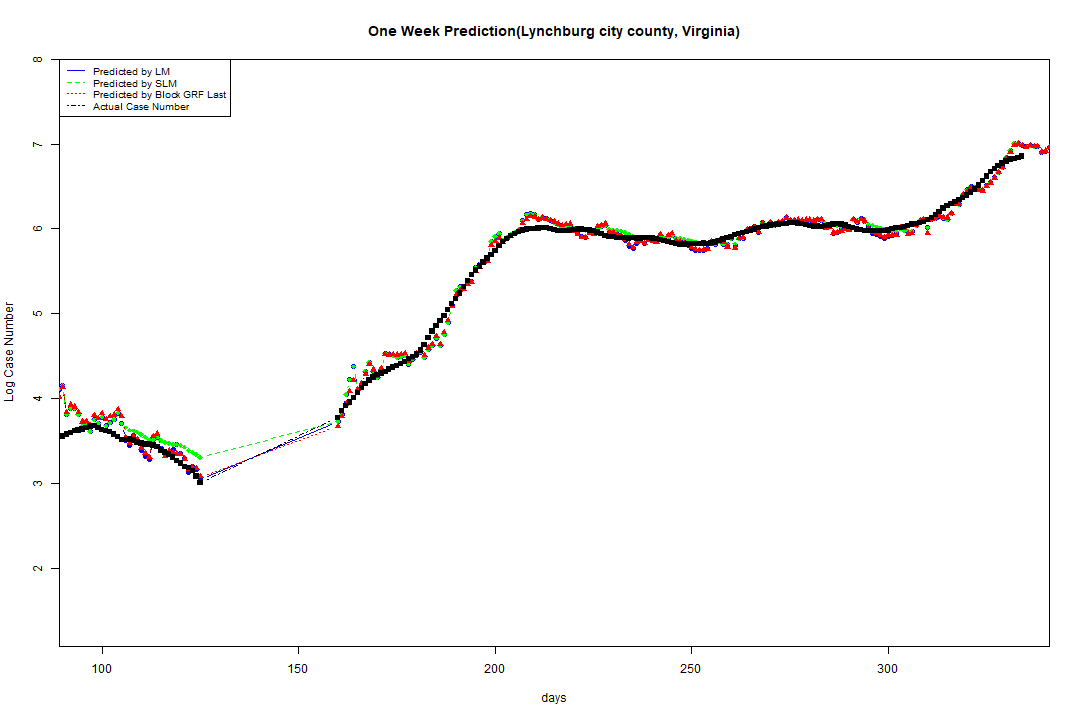 One Week Prediction(Lynchburg city county, Virginia)
Predicted by LM
Predicted by SLM
Predicted by Block GRF Last
Actual Case Number
8
7
6
5
4
3
2
Log Case Number
100 150 200 250 300
days